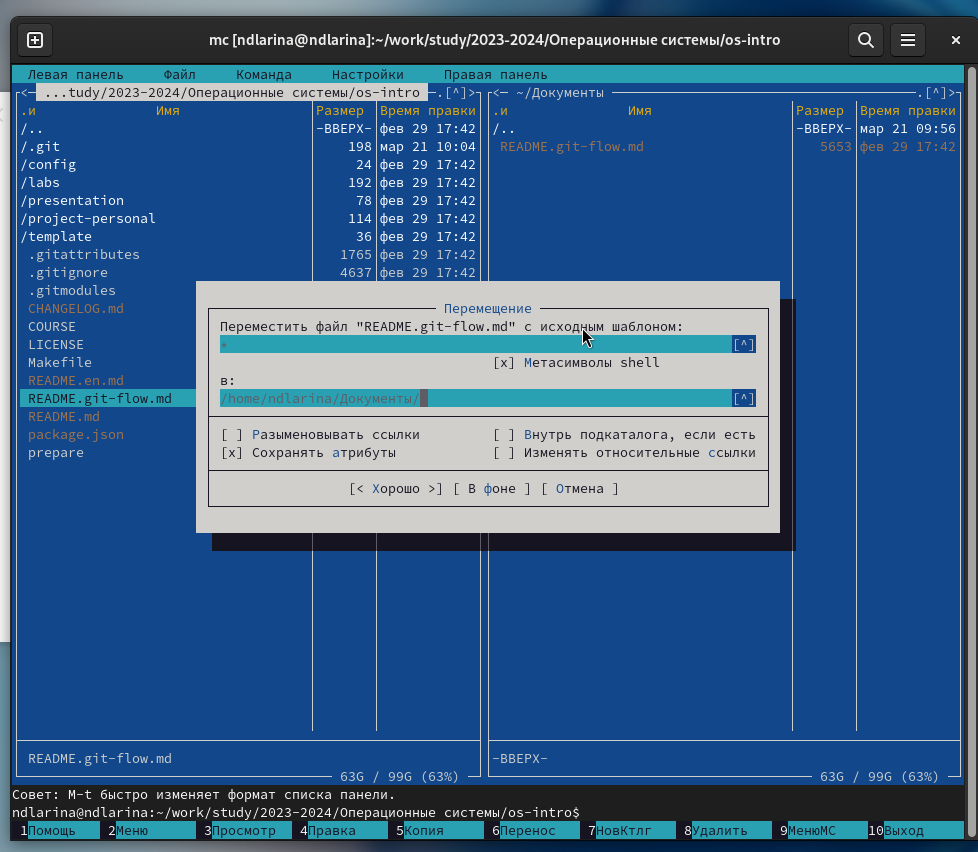 mc [ndlarina@ndlarina]:~/work/study/2023-2024/Операционные системы/os-intro
Левая панель Файл Команда Настройки Правая панель
<— ...tudy/2023-2024/Операционные системы/os-intro —.[^]>
.и Имя Размер Время правки
/.. -ВВЕРХ- фев 29 17:42
/.git 198 мар 21 10:04
/config 24 фев 29 17:42
/labs 192 фев 29 17:42
/presentation 78 фев 29 17:42
/project-personal 114 фев 29 17:42
/template 36 фев 29 17:42
.gitattributes 1765 фев 29 17:42
.gitignore 4637 фев 29 17:42
.gitmodules
CHANGELOG.md
COURSE
LICENSE
Makefile
README.en.md
README.git-flow.md
README.md
package.json
prepare
README.git-flow.md
63G / 99G (63%)
<— ~/Документы —.[^]>
.и Имя Размер Время правки
/.. -ВВЕРХ- мар 21 09:56
README.git-flow.md 5653 фев 29 17:42
-ВВЕРХ-
63G / 99G (63%)
Перемещение
Переместить файл "README.git-flow.md" с исходным шаблоном:
* [^]
[x] Метасимволы shell
в:
/home/ndlarina/Документы/ [^]
[ ] Разыменовывать ссылки [ ] Внутрь подкаталога, если есть
[x] Сохранять атрибуты [ ] Изменять относительные ссылки
[< Хорошо >] [ В фоне ] [ Отмена ]
Совет: M-t быстро изменяет формат списка панели.
ndlarina@ndlarina:~/work/study/2023-2024/Операционные системы/os-intro$
1Помощь 2Меню 3Просмотр 4Правка 5Копия 6Перенос 7НовКтлг 8Удалить 9МенюМС 10Выход